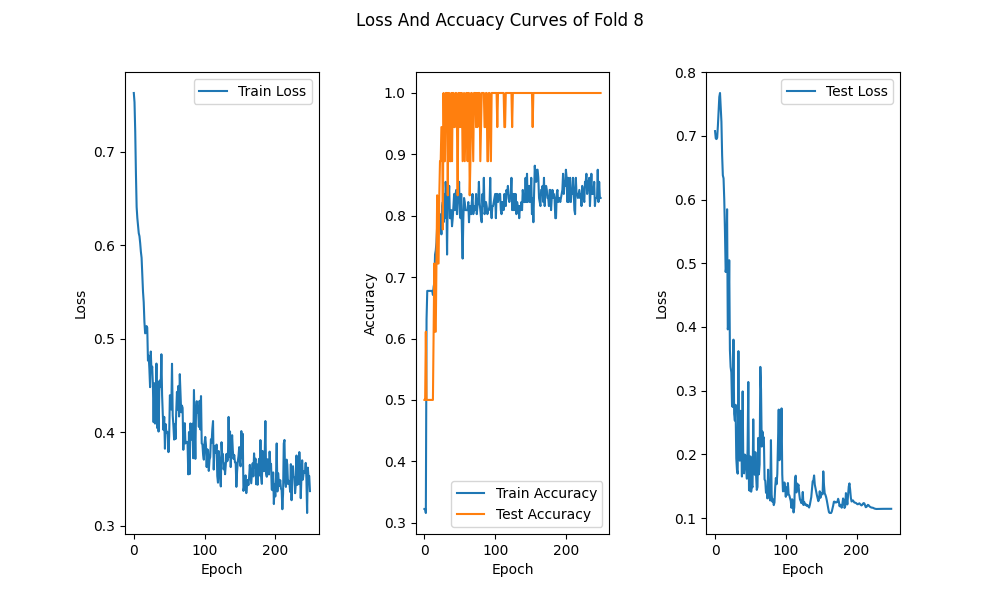 Loss And Accuacy Curves of Fold 8
Train Loss
0.7
0.6
0.5
0.4
0.3
Loss
0 100 200
Epoch
1.0
0.9
0.8
0.7
0.6
0.5
0.4
0.3
Accuracy
Train Accuracy
Test Accuracy
0 100 200
Epoch
Test Loss
0.8
0.7
0.6
0.5
0.4
0.3
0.2
0.1
Loss
0 100 200
Epoch